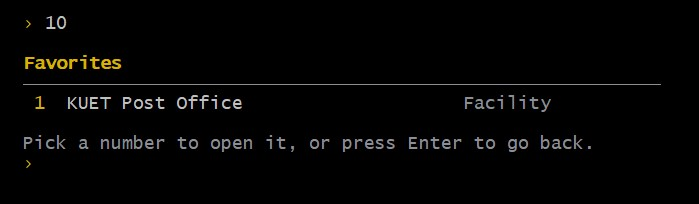 › 10
Favorites
1 KUET Post Office Facility
Pick a number to open it, or press Enter to go back.
›